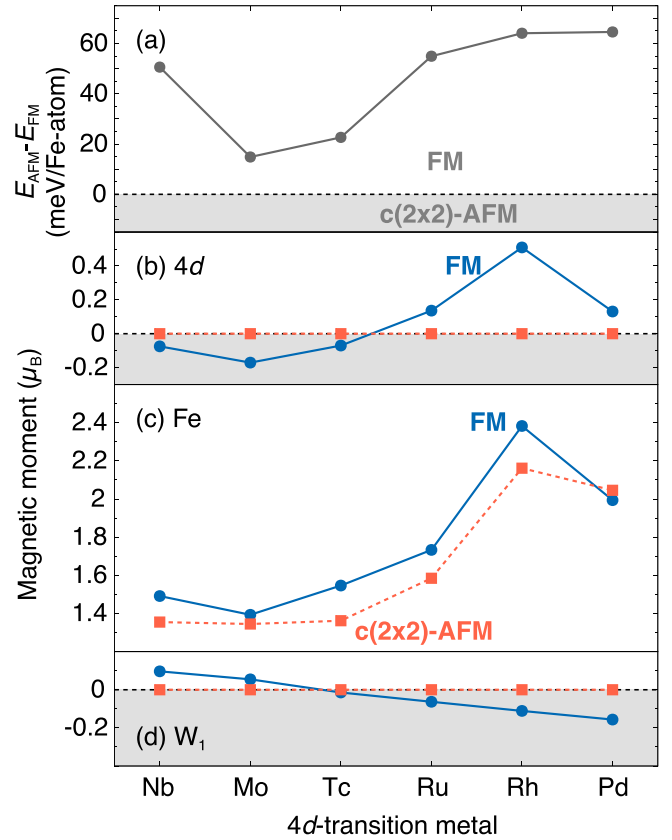 (a)
60
40
20
0
E_AFM-E_FM
(meV/Fe-atom)
FM
c(2x2)-AFM
(b) 4d
FM
0.4
0.2
0
-0.2
Magnetic moment (μ_B)
(c) Fe
FM
2.4
2.2
2
1.8
1.6
1.4
c(2x2)-AFM
0
-0.2
(d) W₁
Nb Mo Tc Ru Rh Pd
4d-transition metal